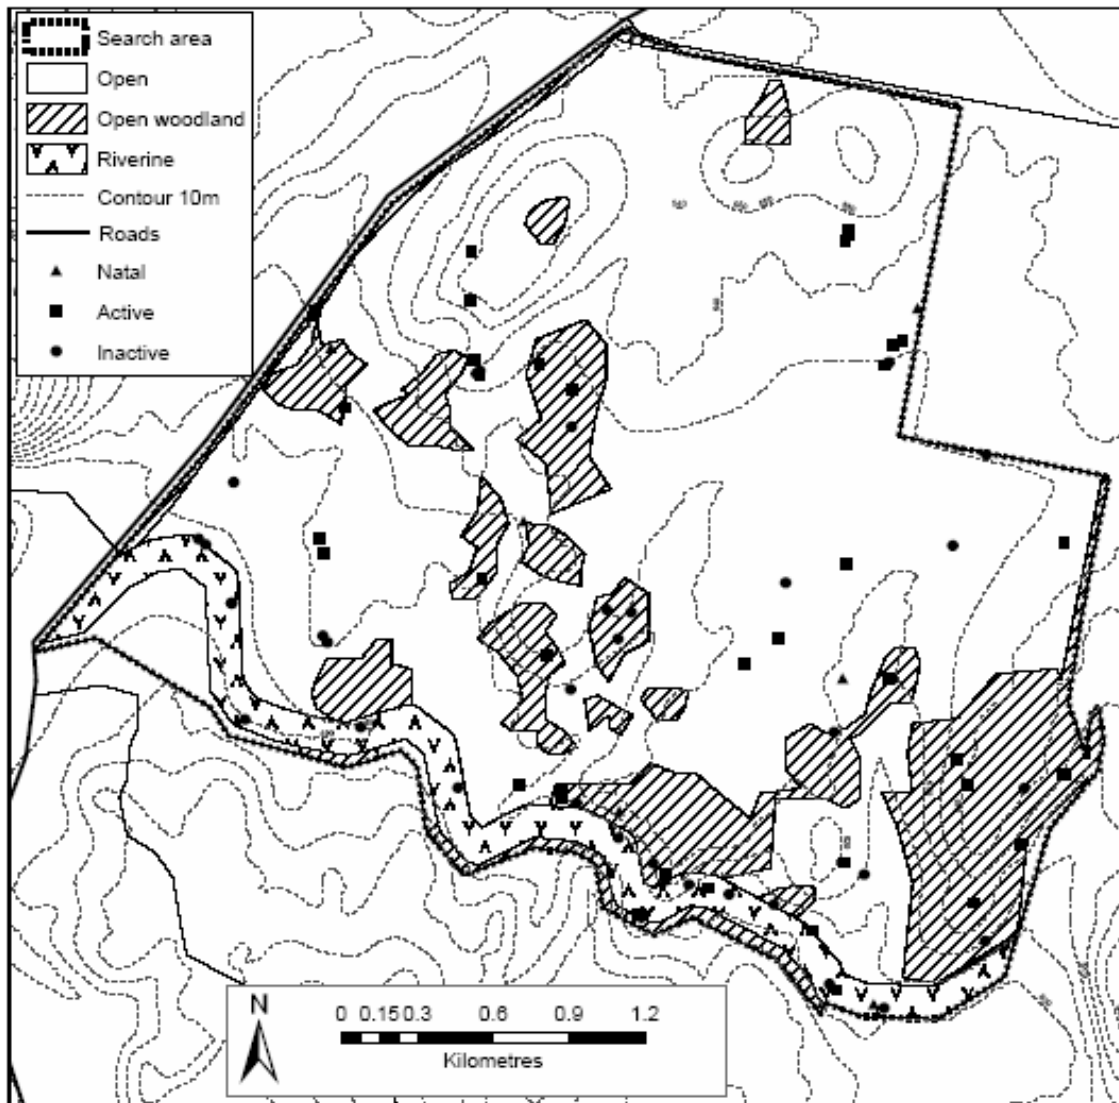 Search area
Open
Open woodland
Riverine
Contour 10m
Roads
Natal
Active
Inactive
N
0 0.15 0.3 0.6 0.9 1.2
Kilometres